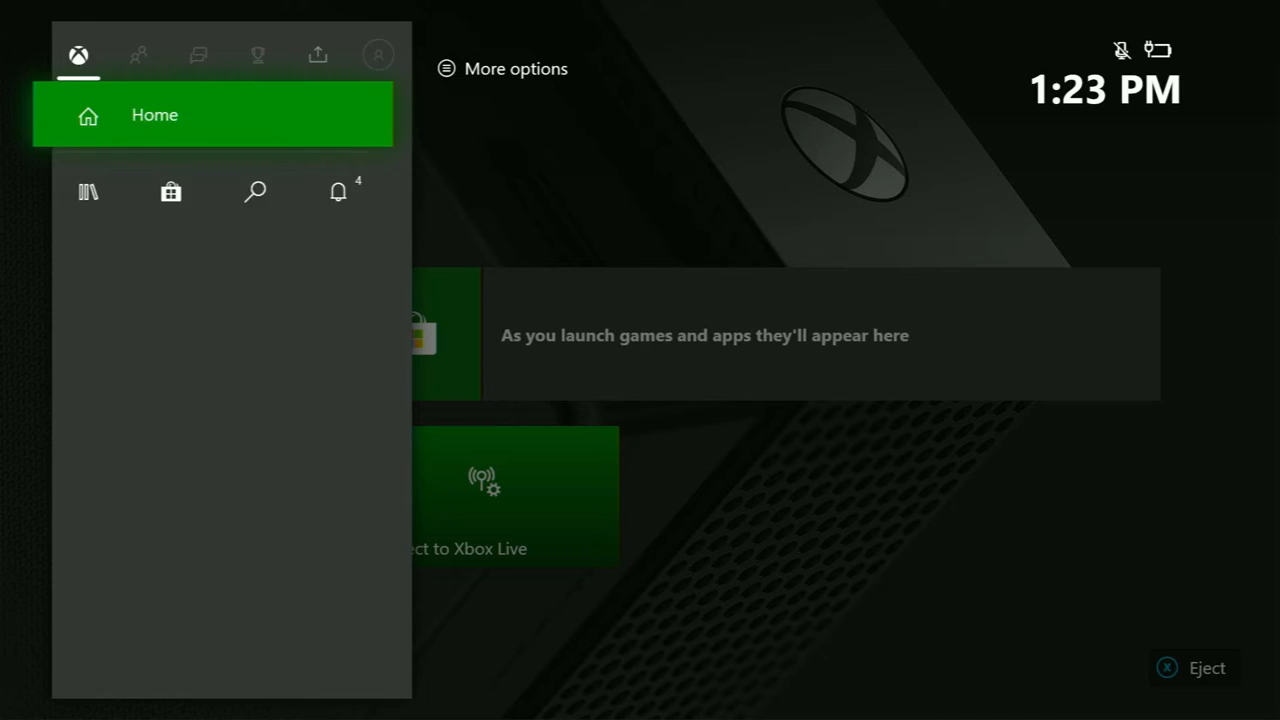 More options
1:23 PM
Home
4
As you launch games and apps they'll appear here
ect to Xbox Live
X Eject